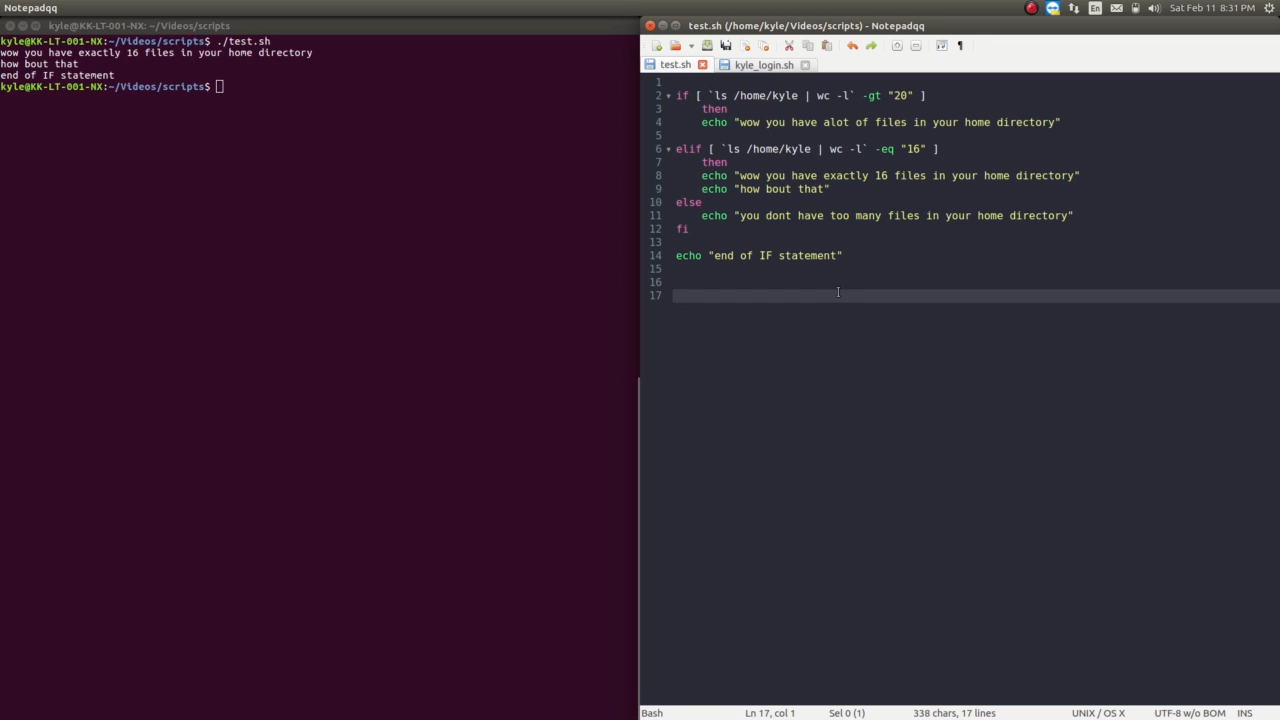 Notepadqq
En
Sat Feb 11 8:31 PM
kyle@KK-LT-001-NX: ~/Videos/scripts
kyle@KK-LT-001-NX:~/Videos/scripts$ ./test.sh
wow you have exactly 16 files in your home directory
how bout that
end of IF statement
kyle@KK-LT-001-NX:~/Videos/scripts$
test.sh (/home/kyle/Videos/scripts) - Notepadqq
test.sh
kyle_login.sh
1
2 if [ `ls /home/kyle | wc -l` -gt "20" ]
3 then
4 echo "wow you have alot of files in your home directory"
5
6 elif [ `ls /home/kyle | wc -l` -eq "16" ]
7 then
8 echo "wow you have exactly 16 files in your home directory"
9 echo "how bout that"
10 else
11 echo "you dont have too many files in your home directory"
12 fi
13
14 echo "end of IF statement"
15
16
17
Bash
Ln 17, col 1
Sel 0 (1)
338 chars, 17 lines
UNIX / OS X
UTF-8 w/o BOM
INS